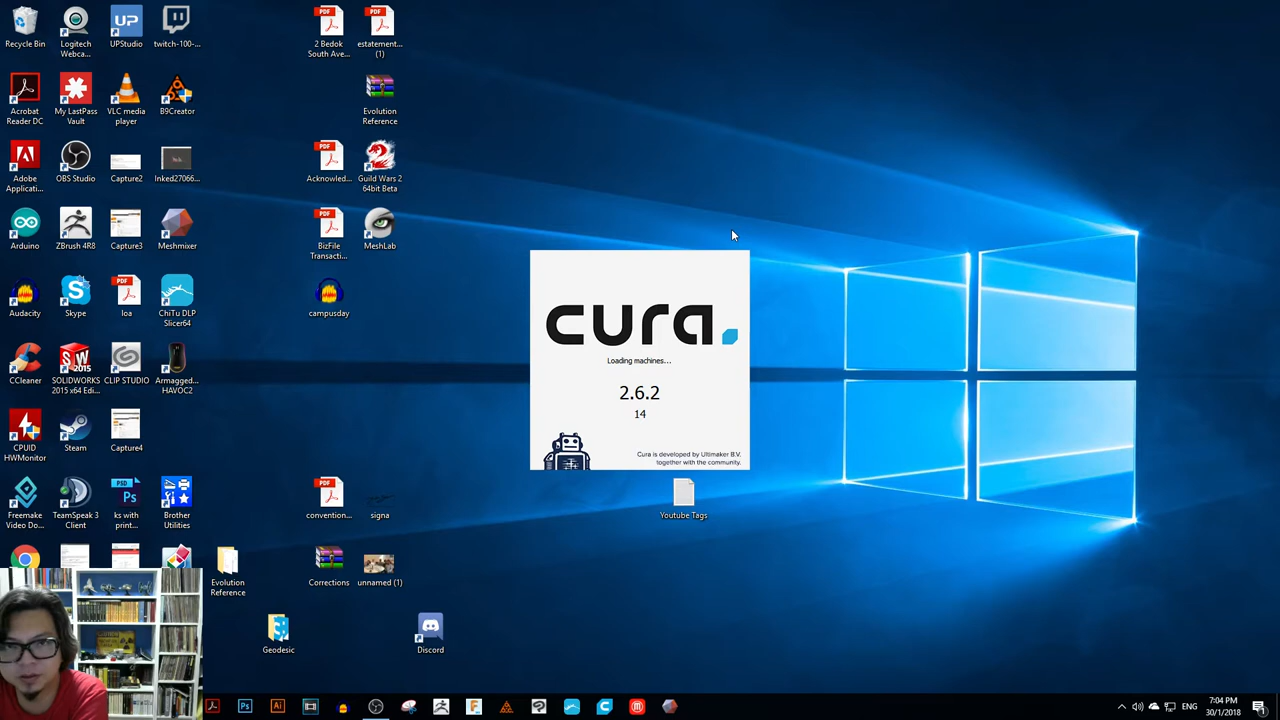 Recycle Bin
Logitech
Webca...
UPStudio
twitch-100-...
2 Bedok
South Ave...
estatement...
(1)
Acrobat
Reader DC
My LastPass
Vault
VLC media
player
B9Creator
Evolution
Reference
Adobe
Applicati...
OBS Studio
Capture2
Inked27066...
Acknowled...
Guild Wars 2
64bit Beta
Arduino
ZBrush 4R8
Capture3
Meshmixer
BizFile
Transacti...
MeshLab
Audacity
Skype
loa
ChiTu DLP
Slicer64
campusday
CCleaner
SOLIDWORKS
2015 x64 Edi...
CLIP STUDIO
Armagged...
HAVOC2
CPUID
HWMonitor
Steam
Capture4
Freemake
Video Do...
TeamSpeak 3
Client
ks with
print...
Brother
Utilities
convention...
signa
Evolution
Reference
Corrections
unnamed (1)
Geodesic
Discord
cura
Loading machines...
2.6.2
14
Cura is developed by Ultimaker B.V.
together with the community.
Youtube Tags
ENG
7:04 PM
30/1/2018